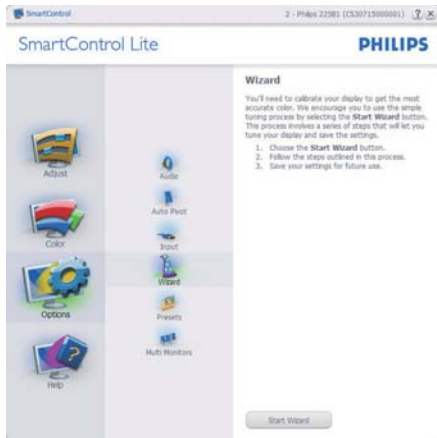 SmartControl
2 - Philips 225B1 (CS30715000001)
SmartControl Lite
PHILIPS
Adjust
Color
Options
Help
Audio
Auto Pivot
Input
Wizard
Presets
Multi Monitors
Wizard
You'll need to calibrate your display to get the most
accurate color. We encourage you to use the simple
tuning process by selecting the Start Wizard button.
This process involves a series of steps that will let you
tune your display and save the settings.
1. Choose the Start Wizard button.
2. Follow the steps outlined in this process.
3. Save your settings for future use.
Start Wizard